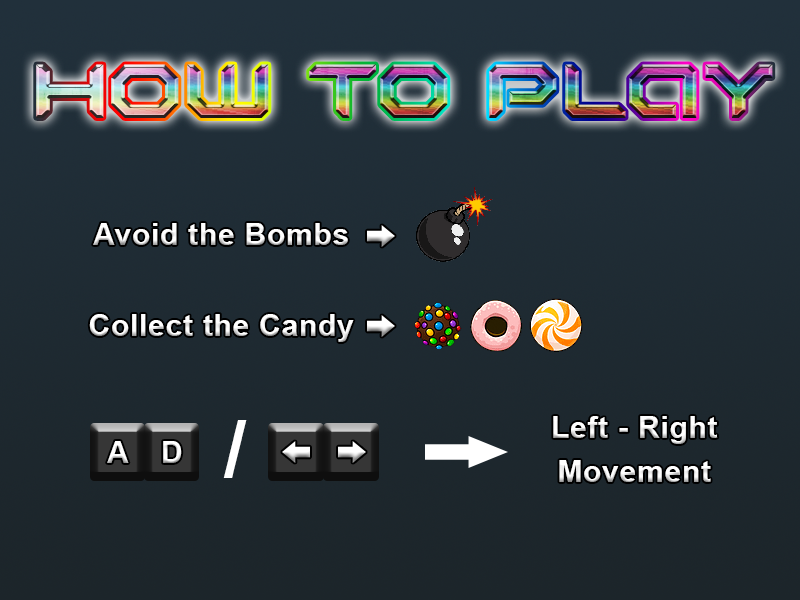 HOW TO PLAY
Avoid the Bombs
Collect the Candy
A D /
Left - Right
Movement